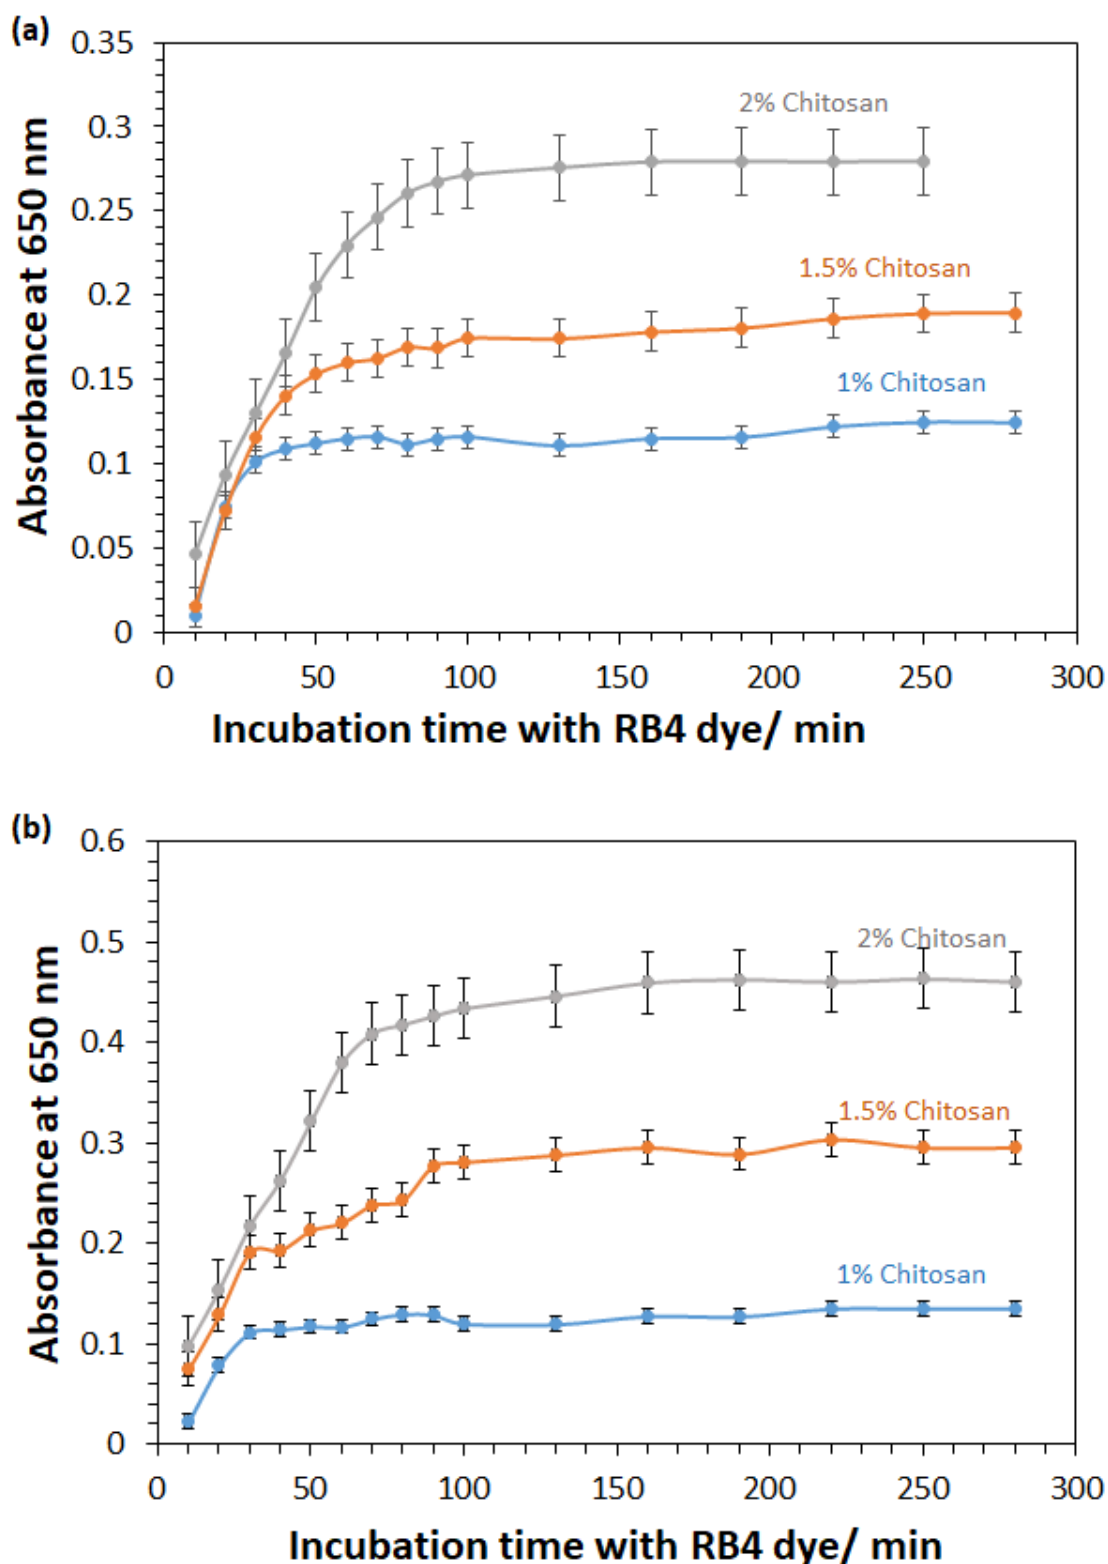 (a)
0.35
0.3
0.25
0.2
0.15
0.1
0.05
0
Absorbance at 650 nm
2% Chitosan
1.5% Chitosan
1% Chitosan
0 50 100 150 200 250 300
Incubation time with RB4 dye/ min
(b)
0.6
0.5
0.4
0.3
0.2
0.1
0
Absorbance at 650 nm
2% Chitosan
1.5% Chitosan
1% Chitosan
0 50 100 150 200 250 300
Incubation time with RB4 dye/ min